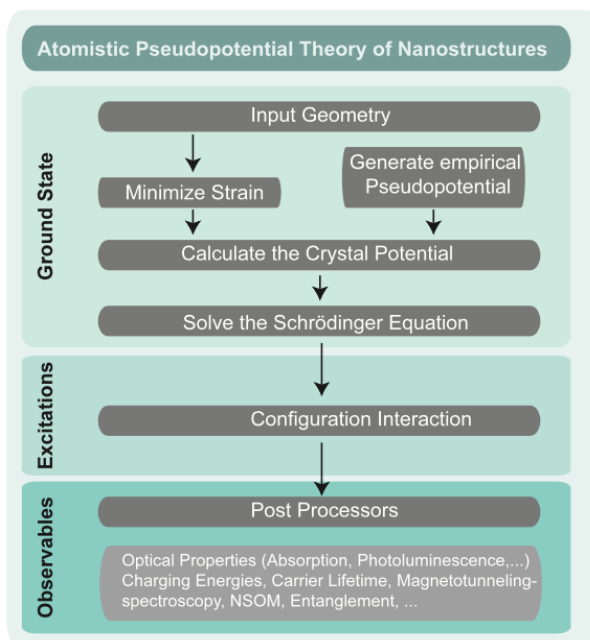 Atomistic Pseudopotential Theory of Nanostructures
Ground State
Input Geometry
Minimize Strain
Generate empirical
Pseudopotential
Calculate the Crystal Potential
Solve the Schrödinger Equation
Excitations
Configuration Interaction
Observables
Post Processors
Optical Properties (Absorption, Photoluminescence,...)
Charging Energies, Carrier Lifetime, Magnetotunneling-
spectroscopy, NSOM, Entanglement, ...